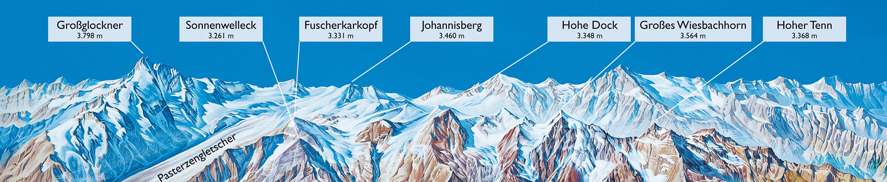 Großglockner
3.798 m
Sonnenwelleck
3.261 m
Fuscherkarkopf
3.331 m
Johannisberg
3.460 m
Hohe Dock
3.348 m
Großes Wiesbachhorn
3.564 m
Hoher Tenn
3.368 m
Pasterzengletscher